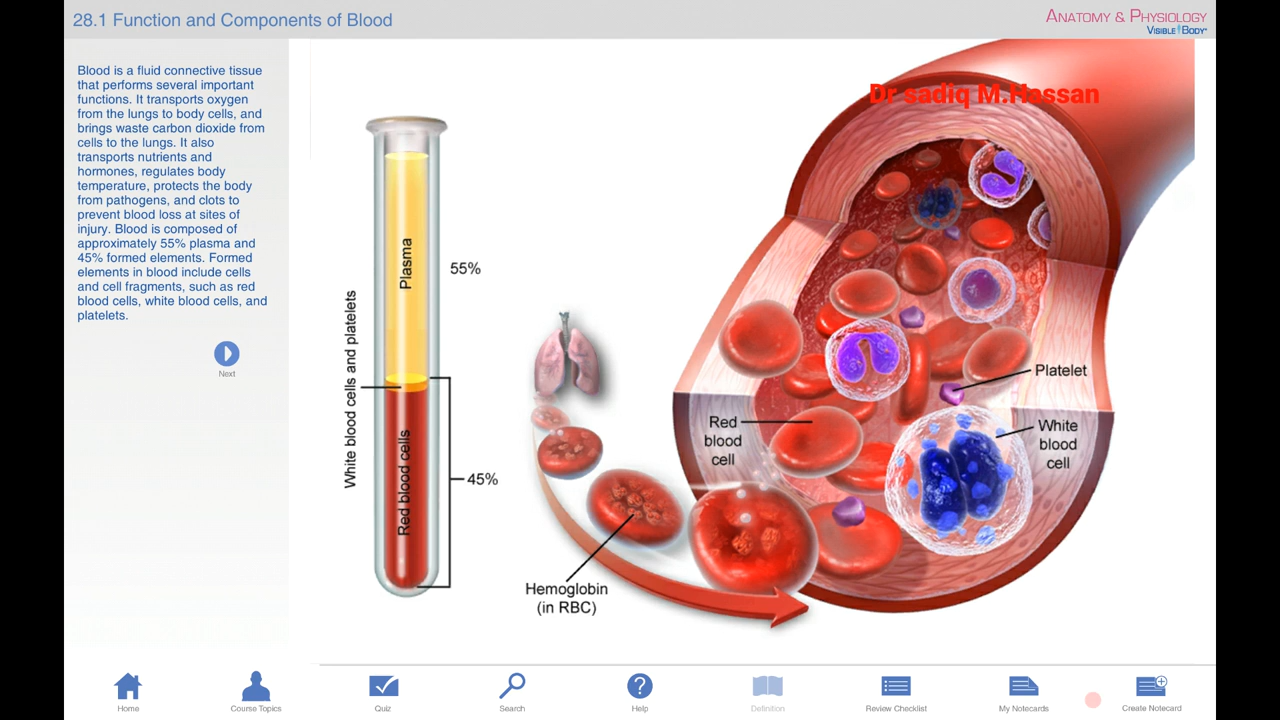 28.1 Function and Components of Blood
ANATOMY & PHYSIOLOGY
VISIBLE BODY
Dr sadiq M.Hassan
Blood is a fluid connective tissue
that performs several important
functions. It transports oxygen
from the lungs to body cells, and
brings waste carbon dioxide from
cells to the lungs. It also
transports nutrients and
hormones, regulates body
temperature, protects the body
from pathogens, and clots to
prevent blood loss at sites of
injury. Blood is composed of
approximately 55% plasma and
45% formed elements. Formed
elements in blood include cells
and cell fragments, such as red
blood cells, white blood cells, and
platelets.
Next
White blood cells and platelets
Plasma
Red blood cells
55%
45%
Hemoglobin
(in RBC)
Red
blood
cell
Platelet
White
blood
cell
Home
Course Topics
Quiz
Search
Help
Definition
Review Checklist
My Notecards
Create Notecard